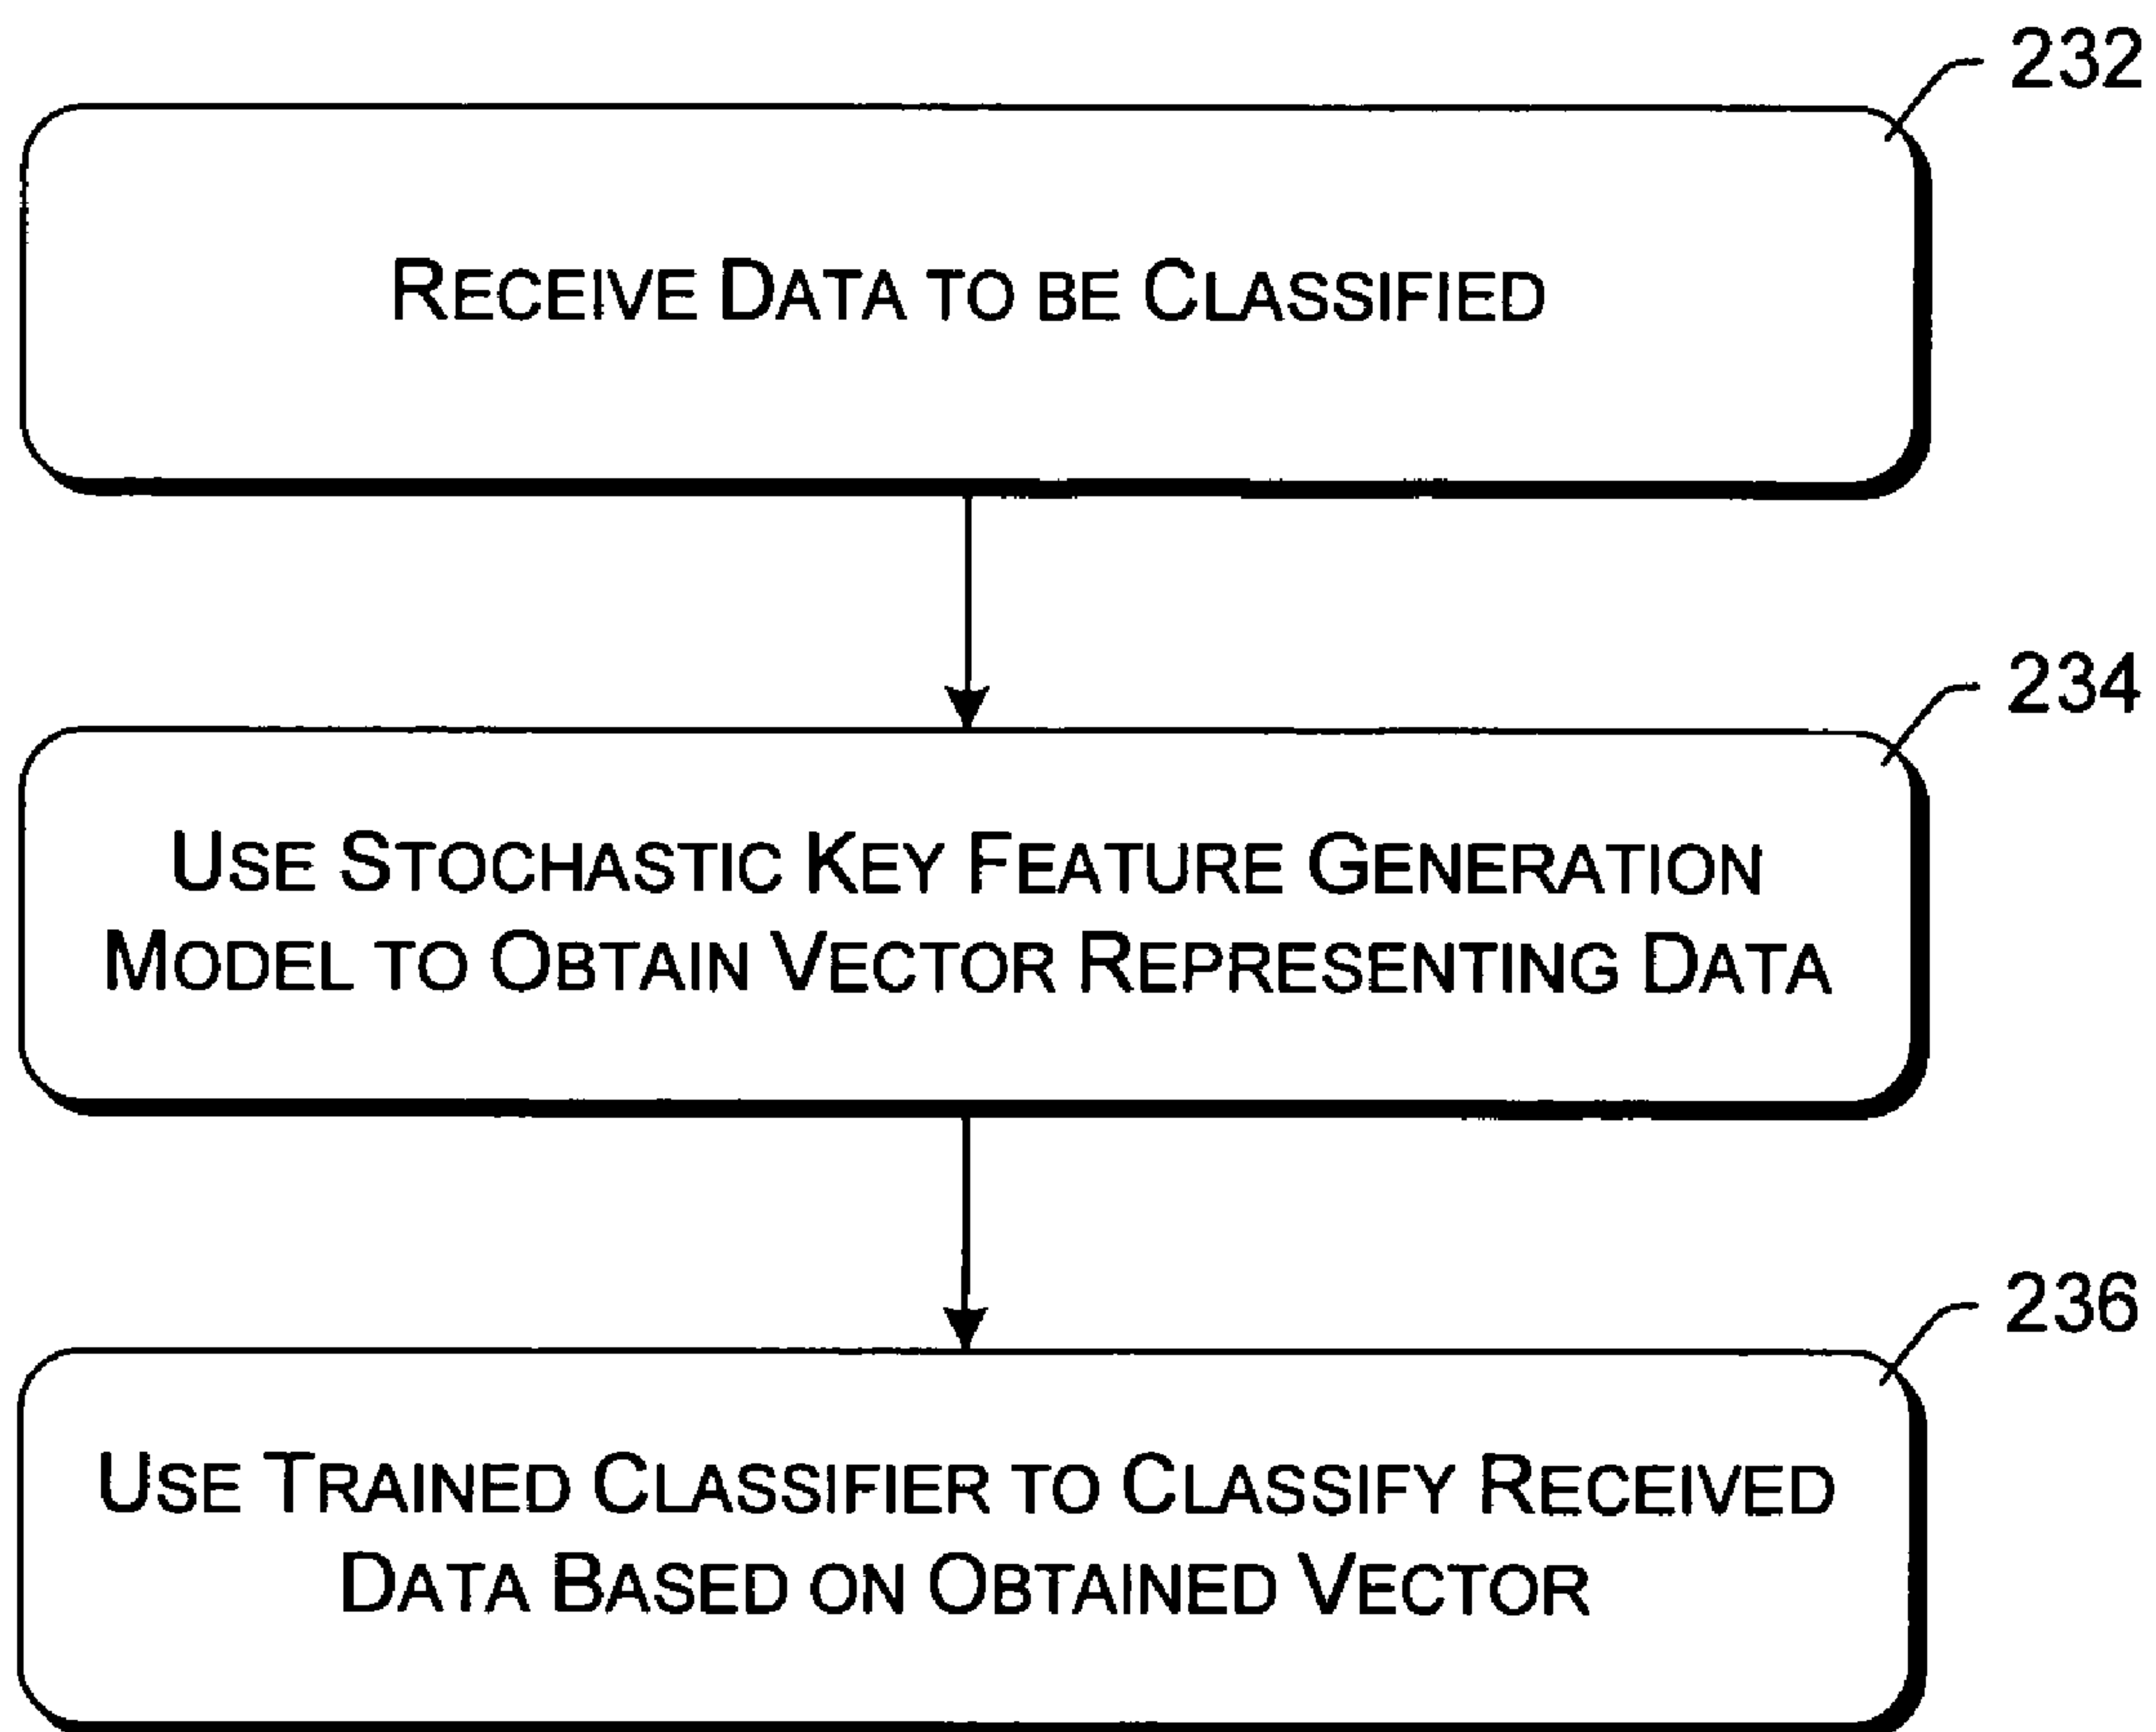 232
RECEIVE DATA TO BE CLASSIFIED
234
USE STOCHASTIC KEY FEATURE GENERATION
MODEL TO OBTAIN VECTOR REPRESENTING DATA
236
USE TRAINED CLASSIFIER TO CLASSIFY RECEIVED
DATA BASED ON OBTAINED VECTOR